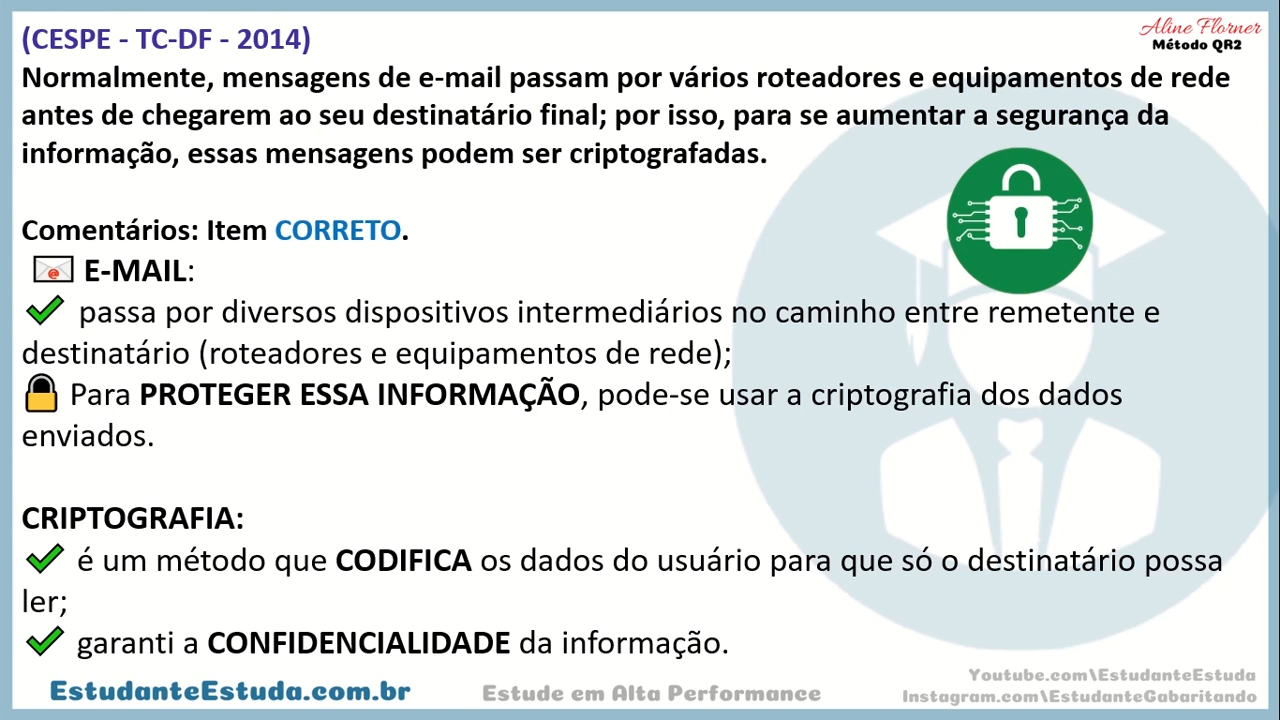 (CESPE - TC-DF - 2014)
Aline Florner
Método QR2
Normalmente, mensagens de e-mail passam por vários roteadores e equipamentos de rede
antes de chegarem ao seu destinatário final; por isso, para se aumentar a segurança da
informação, essas mensagens podem ser criptografadas.
Comentários: Item CORRETO.
E-MAIL:
passa por diversos dispositivos intermediários no caminho entre remetente e
destinatário (roteadores e equipamentos de rede);
Para PROTEGER ESSA INFORMAÇÃO, pode-se usar a criptografia dos dados
enviados.
CRIPTOGRAFIA:
é um método que CODIFICA os dados do usuário para que só o destinatário possa
ler;
garanti a CONFIDENCIALIDADE da informação.
EstudanteEstuda.com.br
Estude em Alta Performance
Youtube.com\EstudanteEstuda
Instagram.com\EstudanteGabaritando